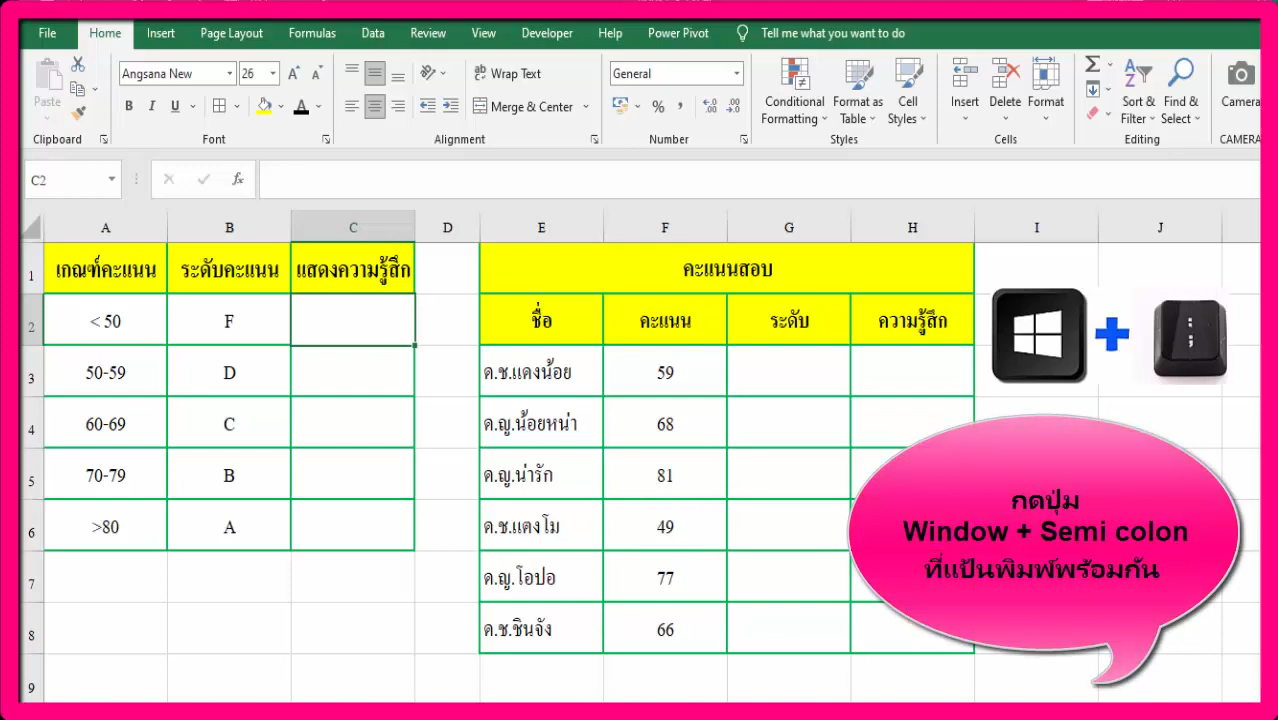 File Home Insert Page Layout Formulas Data Review View Developer Help Power Pivot Tell me what you want to do
Paste
Angsana New 26
B I U
Wrap Text
Merge & Center
General
Conditional Formatting
Format as Table
Cell Styles
Insert Delete Format
Sort & Filter
Find & Select
Camera
Clipboard Font Alignment Number Styles Cells Editing CAMERA
C2 fx
A B C D E F G H I J
1 เกณฑ์คะแนน ระดับคะแนน แสดงความรู้สึก คะแนนสอบ
2 < 50 F ชื่อ คะแนน ระดับ ความรู้สึก
3 50-59 D ด.ช.แดงน้อย 59
4 60-69 C ด.ญ.น้อยหน่า 68
5 70-79 B ด.ญ.น่ารัก 81
6 >80 A ด.ช.แตงโม 49
7 ด.ญ.โอปอ 77
8 ด.ช.ชินจัง 66
9
กดปุ่ม
Window + Semi colon
ที่แป้นพิมพ์พร้อมกัน